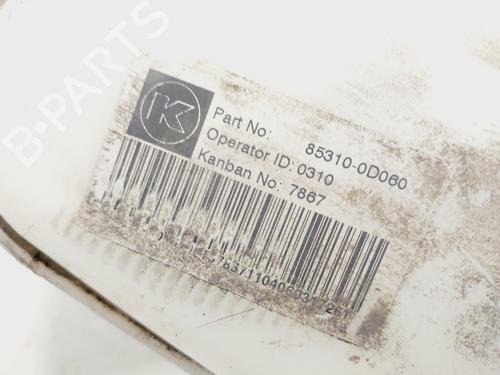 B-PARTS
K
Part No: 85310-0D060
Operator ID: 0310
Kanban No: 7867